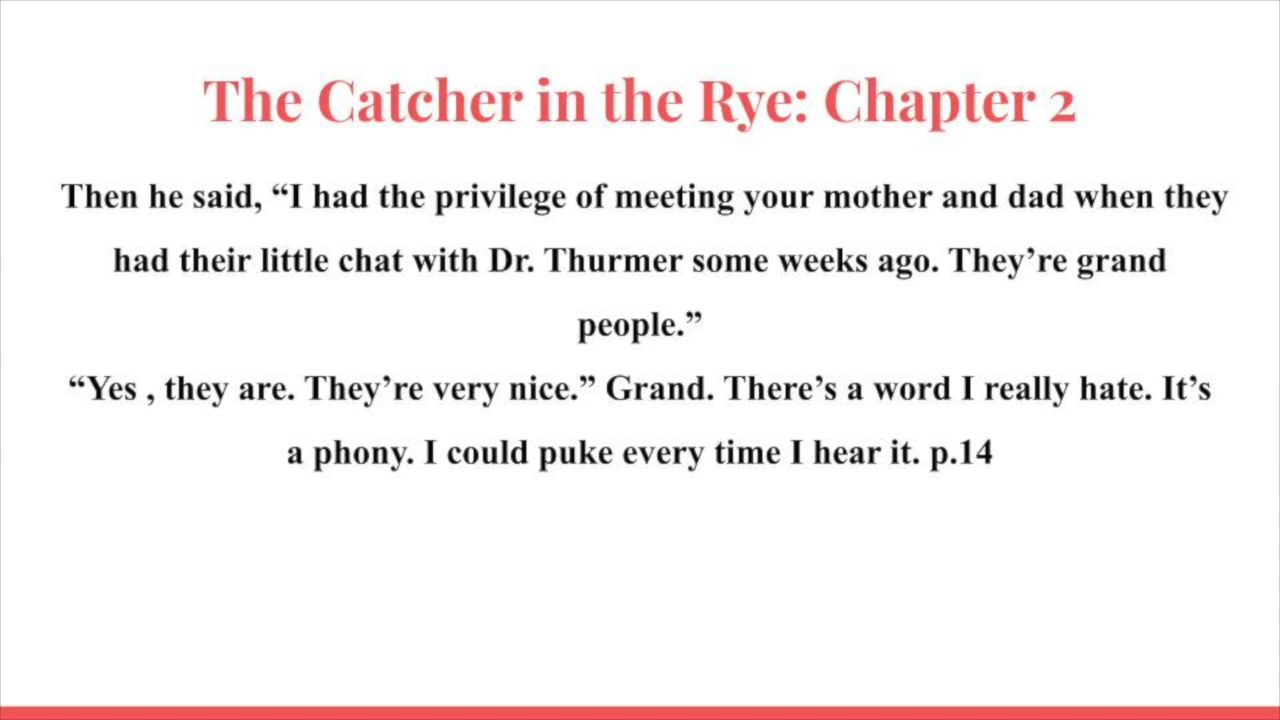 The Catcher in the Rye: Chapter 2
Then he said, “I had the privilege of meeting your mother and dad when they
had their little chat with Dr. Thurmer some weeks ago. They’re grand
people.”
“Yes , they are. They’re very nice.” Grand. There’s a word I really hate. It’s
a phony. I could puke every time I hear it. p.14